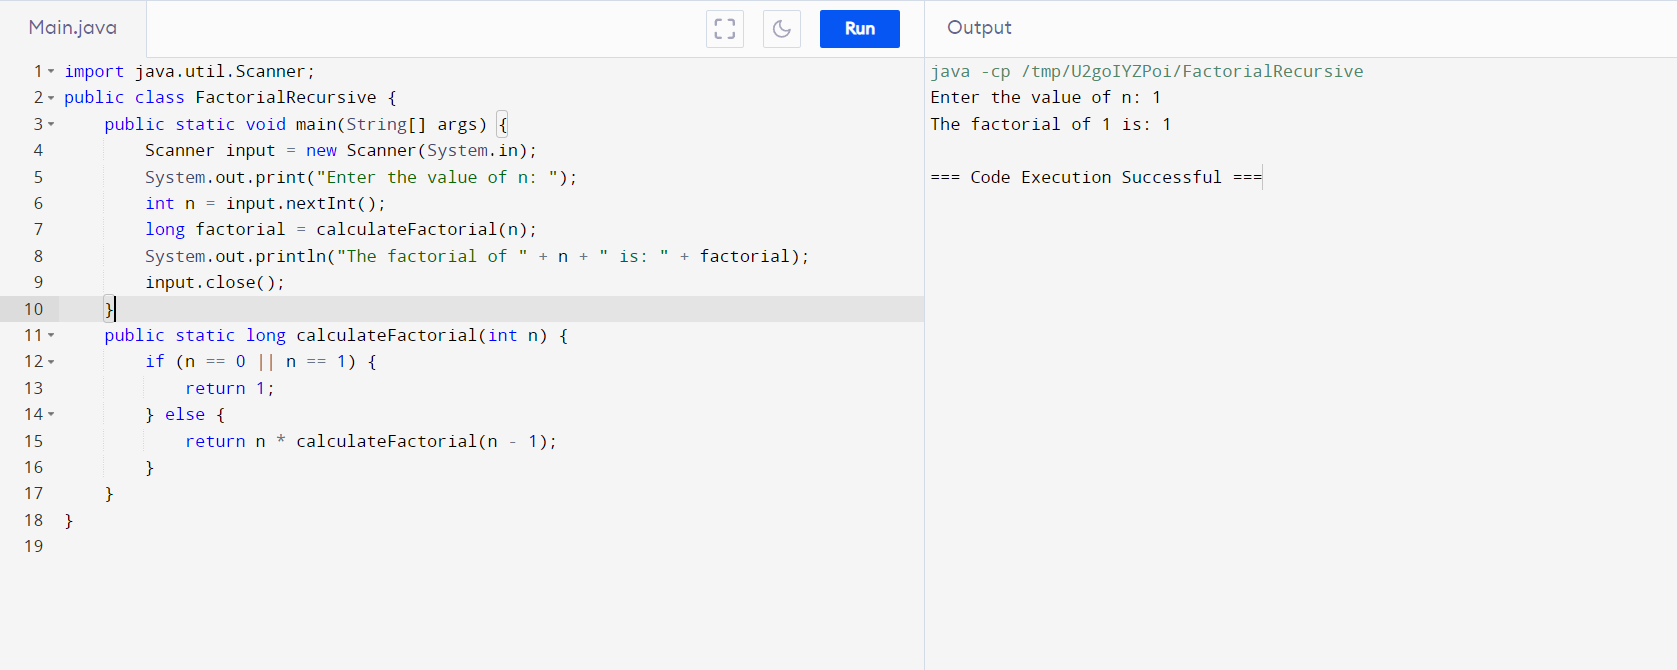 Main.java
Run
Output
1 import java.util.Scanner;
2 public class FactorialRecursive {
3     public static void main(String[] args) {
4         Scanner input = new Scanner(System.in);
5         System.out.print("Enter the value of n: ");
6         int n = input.nextInt();
7         long factorial = calculateFactorial(n);
8         System.out.println("The factorial of " + n + " is: " + factorial);
9         input.close();
10     }
11     public static long calculateFactorial(int n) {
12         if (n == 0 || n == 1) {
13             return 1;
14         } else {
15             return n * calculateFactorial(n - 1);
16         }
17     }
18 }
19
java -cp /tmp/U2goIYZPoi/FactorialRecursive
Enter the value of n: 1
The factorial of 1 is: 1
=== Code Execution Successful ===